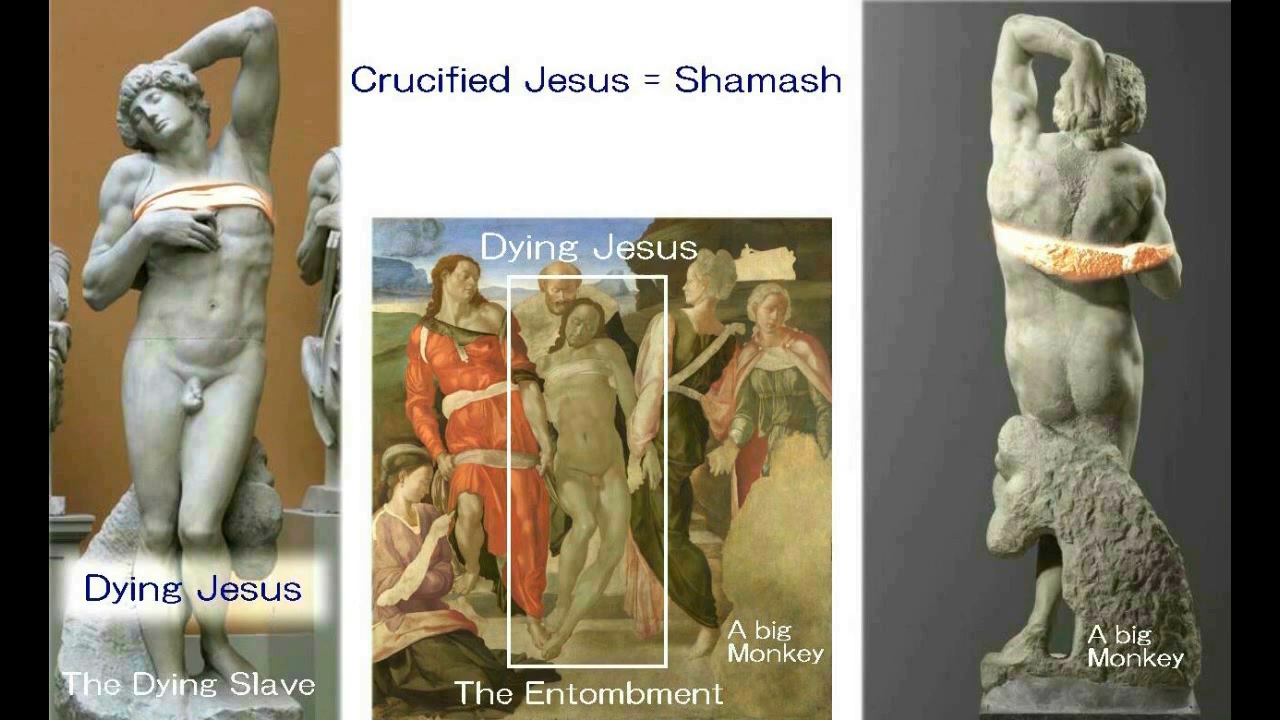 Crucified Jesus = Shamash
Dying Jesus
Dying Jesus
The Dying Slave
A big
Monkey
The Entombment
A big
Monkey